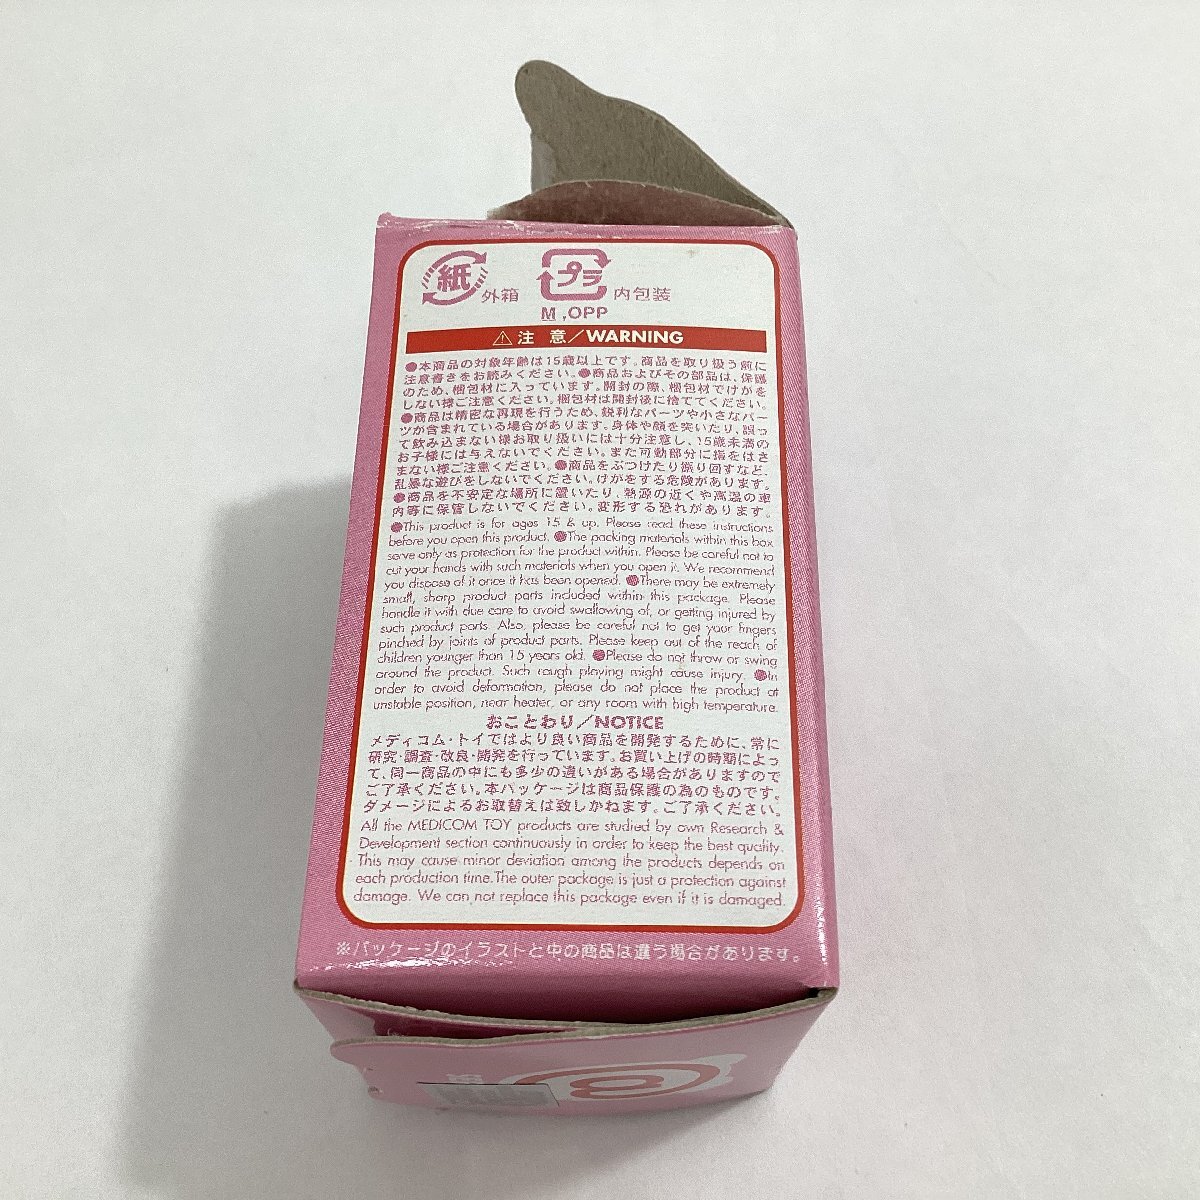 紙 外箱 プラ 内包装
M ,OPP
⚠注 意/WARNING
●本商品の対象年齢は15歳以上です。商品を取り扱う前に
注意書きをお読みください。●商品およびその部品は、保護
のため、梱包材に入っています。開封の際、梱包材でけがを
しない様ご注意ください。梱包材は開封後に捨ててください。
●商品は精密な再現を行うため、鋭利なパーツや小さなパー
ツが含まれている場合があります。身体や顔を突いたり、誤っ
て飲み込まない様お取り扱いには十分注意し、15歳未満の
お子様には与えないでください。また可動部分に指をはさ
まない様ご注意ください。●商品をぶつけたり振り回すなど、
乱暴な遊びをしないでください。けがをする危険があります。
●商品を不安定な場所に置いたり、熱源の近くや高温の車
内等に保管しないでください。変形する恐れがあります。
●This product is for ages 15 & up. Please read these instructions
before you open this product. ●The packing materials within this box
serve only as protection for the product within. Please be careful not to
cut your hands with such materials when you open it. We recommend
you dispose of it once it has been opened. ●There may be extremely
small, sharp product parts included within this package. Please
handle it with due care to avoid swallowing of, or getting injured by
such product parts. Also, please be careful not to get your fingers
pinched by joints of product parts. Please keep out of the reach of
children younger than 15 years old. ●Please do not throw or swing
around the product. Such rough playing might cause injury. ●In
order to avoid deformation, please do not place the product at
unstable position, near heater, or any room with high temperature.
おことわり/NOTICE
メディコム・トイではより良い商品を開発するために、常に
研究・調査・改良・開発を行っています。お買い上げの時期によっ
て、同一商品の中にも多少の違いがある場合がありますので
ご了承ください。本パッケージは商品保護の為のものです。
ダメージによるお取替えは致しかねます。ご了承ください。
All the MEDICOM TOY products are studied by own Research &
Development section continuously in order to keep the best quality.
This may cause minor deviation among the products depends on
each production time.The outer package is just a protection against
damage. We can not replace this package even if it is damaged.
※パッケージのイラストと中の商品は違う場合があります。